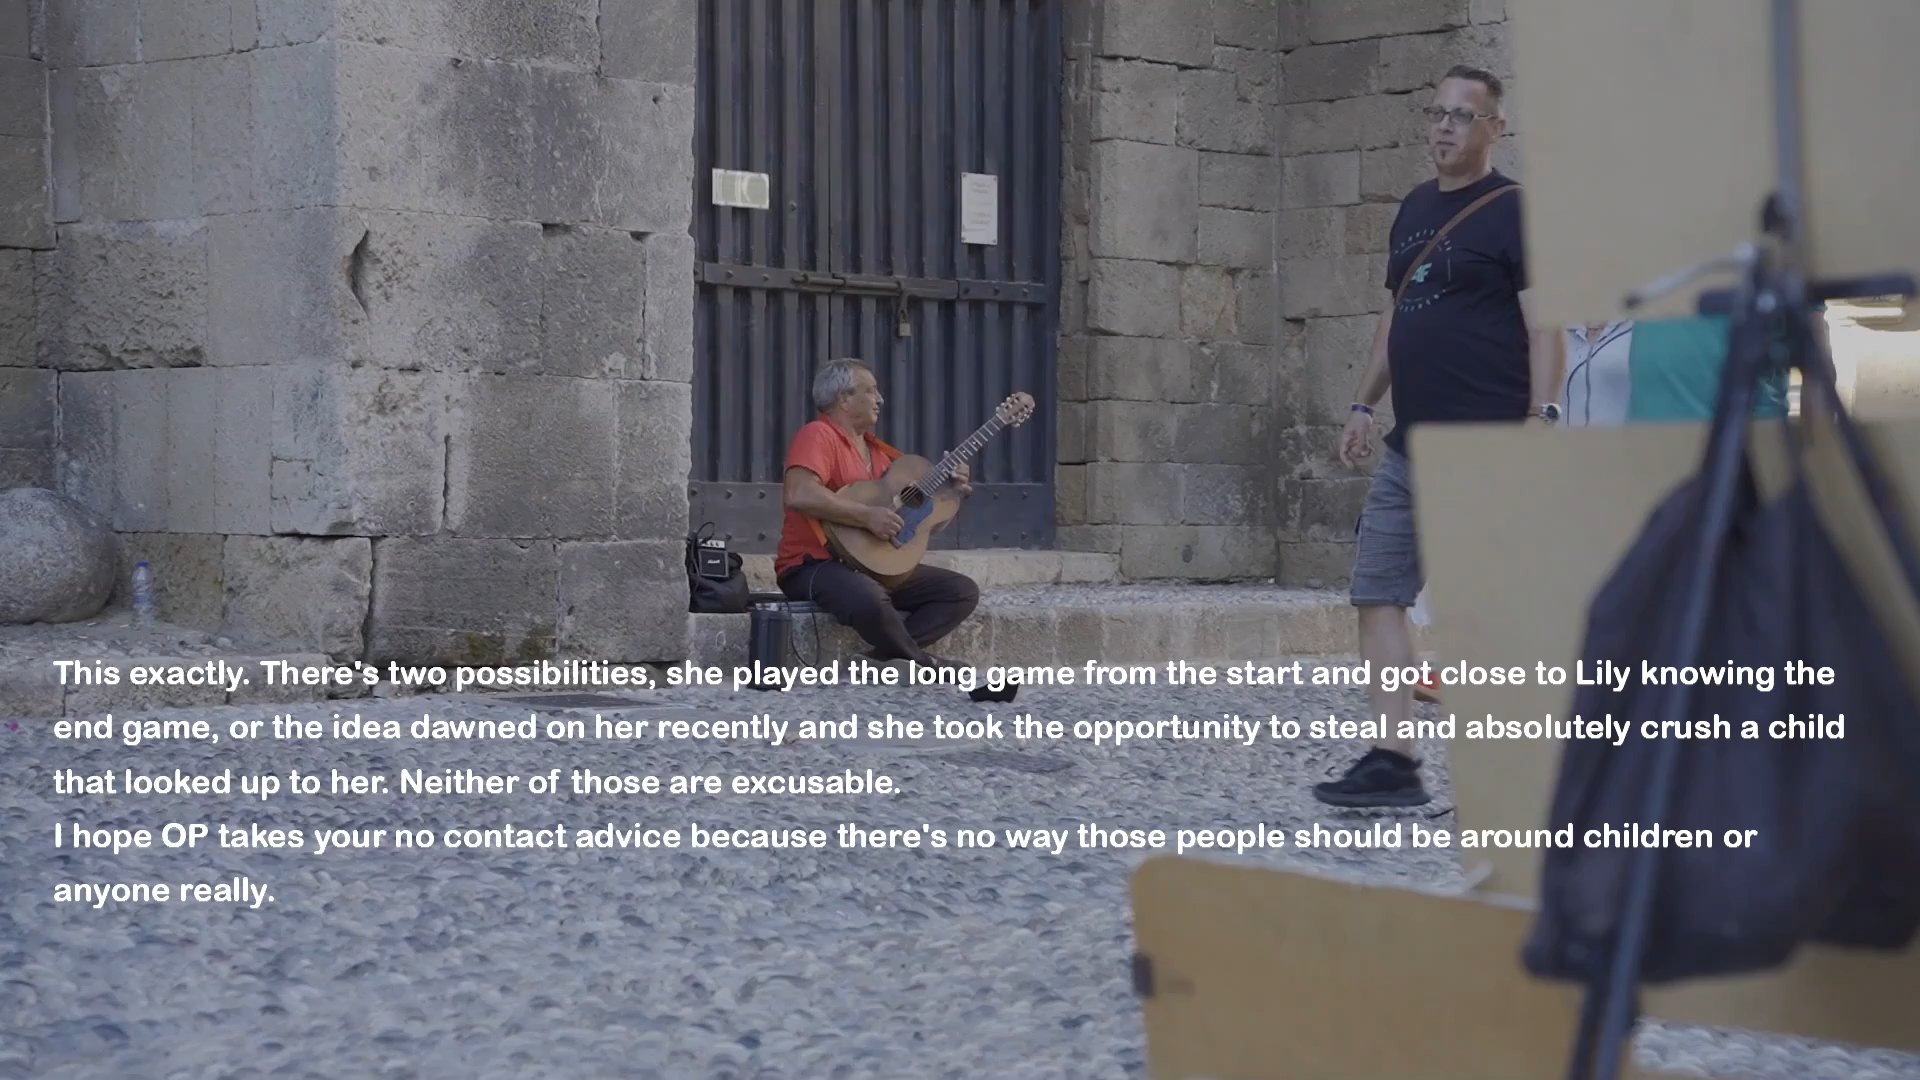 This exactly. There's two possibilities, she played the long game from the start and got close to Lily knowing the
end game, or the idea dawned on her recently and she took the opportunity to steal and absolutely crush a child
that looked up to her. Neither of those are excusable.
I hope OP takes your no contact advice because there's no way those people should be around children or
anyone really.